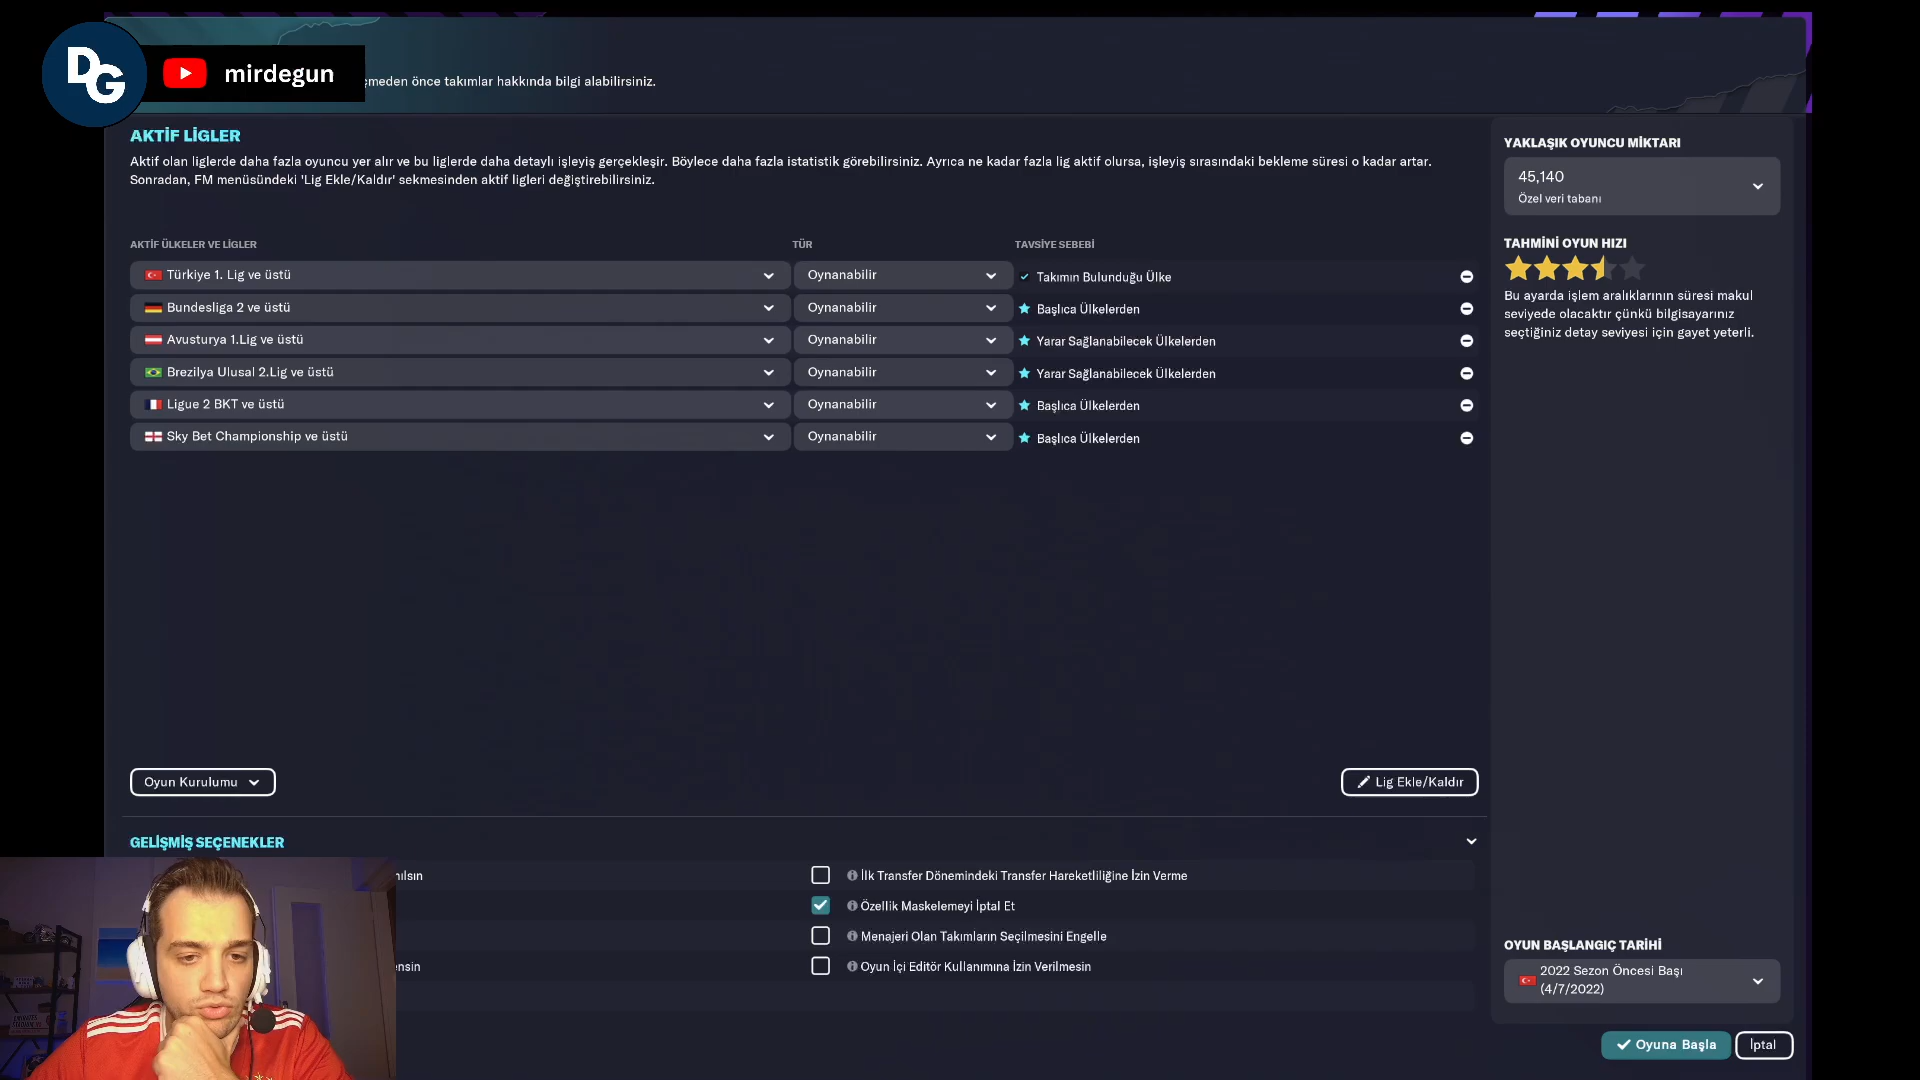 DG
mirdegun
çmeden önce takımlar hakkında bilgi alabilirsiniz.
AKTİF LİGLER
Aktif olan liglerde daha fazla oyuncu yer alır ve bu liglerde daha detaylı işleyiş gerçekleşir. Böylece daha fazla istatistik görebilirsiniz. Ayrıca ne kadar fazla lig aktif olursa, işleyiş sırasındaki bekleme süresi o kadar artar.
Sonradan, FM menüsündeki 'Lig Ekle/Kaldır' sekmesinden aktif ligleri değiştirebilirsiniz.
AKTİF ÜLKELER VE LİGLER TÜR TAVSİYE SEBEBİ
Türkiye 1. Lig ve üstü Oynanabilir Takımın Bulunduğu Ülke
Bundesliga 2 ve üstü Oynanabilir Başlıca Ülkelerden
Avusturya 1.Lig ve üstü Oynanabilir Yarar Sağlanabilecek Ülkelerden
Brezilya Ulusal 2.Lig ve üstü Oynanabilir Yarar Sağlanabilecek Ülkelerden
Ligue 2 BKT ve üstü Oynanabilir Başlıca Ülkelerden
Sky Bet Championship ve üstü Oynanabilir Başlıca Ülkelerden
Oyun Kurulumu Lig Ekle/Kaldır
GELİŞMİŞ SEÇENEKLER
nılsın İlk Transfer Dönemindeki Transfer Hareketliliğine İzin Verme
Özellik Maskelemeyi İptal Et
Menajeri Olan Takımların Seçilmesini Engelle
ensin Oyun İçi Editör Kullanımına İzin Verilmesin
YAKLAŞIK OYUNCU MİKTARI
45,140
Özel veri tabanı
TAHMİNİ OYUN HIZI
Bu ayarda işlem aralıklarının süresi makul
seviyede olacaktır çünkü bilgisayarınız
seçtiğiniz detay seviyesi için gayet yeterli.
OYUN BAŞLANGIÇ TARİHİ
2022 Sezon Öncesi Başı
(4/7/2022)
Oyuna Başla İptal